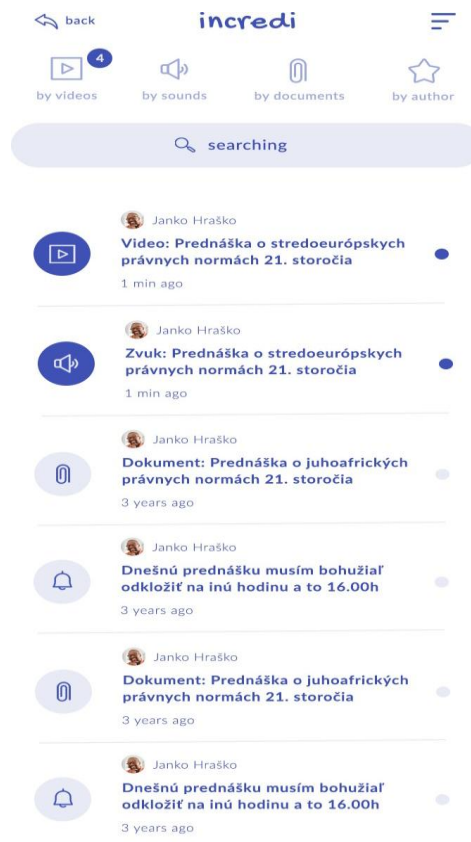 back
incredi
4
by videos
by sounds
by documents
by author
searching
Janko Hraško
Video: Prednáška o stredoeurópskych
právnych normách 21. storočia
1 min ago
Janko Hraško
Zvuk: Prednáška o stredoeurópskych
právnych normách 21. storočia
1 min ago
Janko Hraško
Dokument: Prednáška o juhoafrických
právnych normách 21. storočia
3 years ago
Janko Hraško
Dnešnú prednášku musím bohužiaľ
odkložiť na inú hodinu a to 16.00h
3 years ago
Janko Hraško
Dokument: Prednáška o juhoafrických
právnych normách 21. storočia
3 years ago
Janko Hraško
Dnešnú prednášku musím bohužiaľ
odkložiť na inú hodinu a to 16.00h
3 years ago